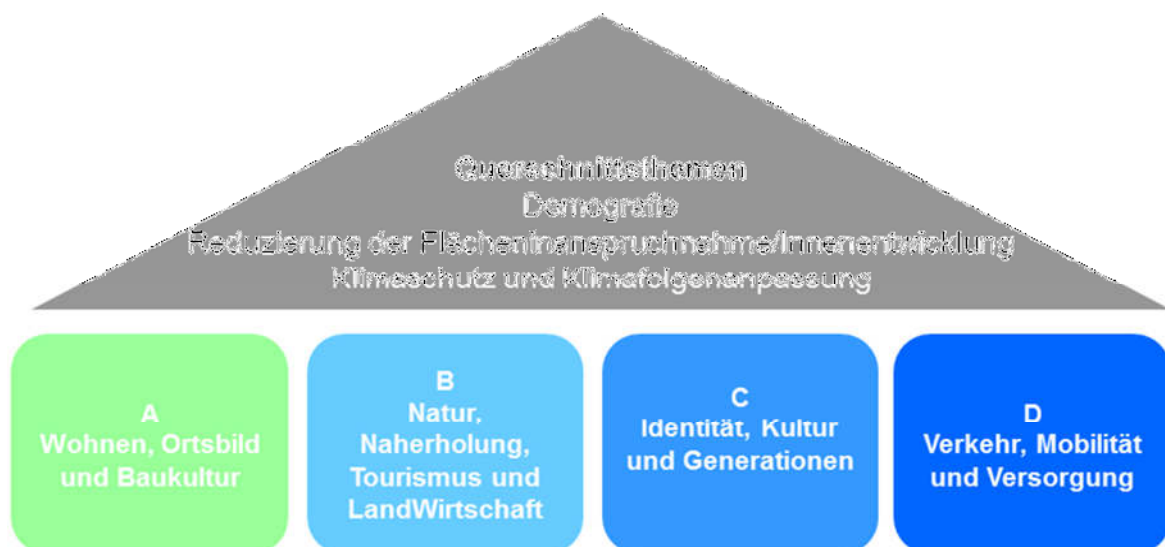 Querschnittsthemen
Demografie
Reduzierung der Flächeninanspruchnahme/Innenentwicklung
Klimaschutz und Klimafolgenanpassung
A
Wohnen, Ortsbild
und Baukultur
B
Natur,
Naherholung,
Tourismus und
LandWirtschaft
C
Identität, Kultur
und Generationen
D
Verkehr, Mobilität
und Versorgung